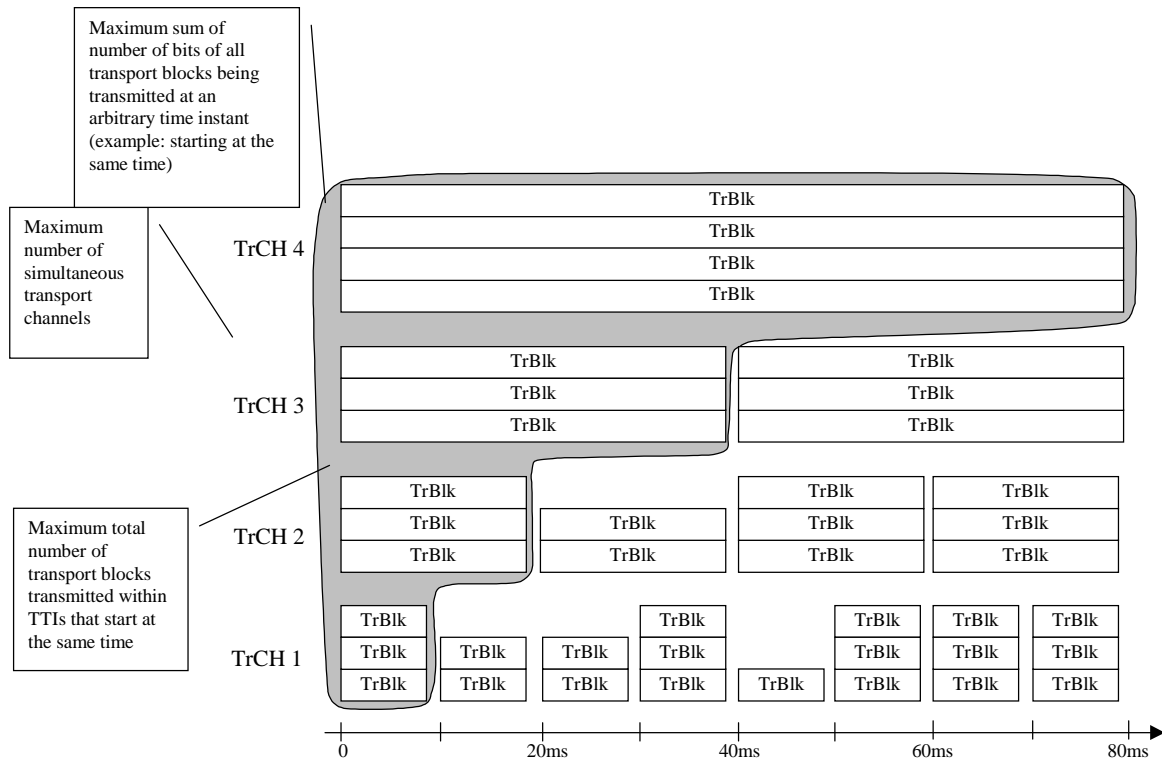 Maximum sum of
number of bits of all
transport blocks being
transmitted at an
arbitrary time instant
(example: starting at the
same time)
Maximum
number of
simultaneous
transport
channels
TrCH 4
TrBlk
TrBlk
TrBlk
TrBlk
TrCH 3
TrBlk TrBlk
TrBlk TrBlk
TrBlk TrBlk
Maximum total
number of
transport blocks
transmitted within
TTIs that start at
the same time
TrCH 2
TrBlk TrBlk TrBlk
TrBlk TrBlk TrBlk TrBlk
TrBlk TrBlk TrBlk TrBlk
TrCH 1
TrBlk TrBlk TrBlk TrBlk TrBlk
TrBlk TrBlk TrBlk TrBlk TrBlk TrBlk TrBlk
TrBlk TrBlk TrBlk TrBlk TrBlk TrBlk TrBlk TrBlk
0 20ms 40ms 60ms 80ms